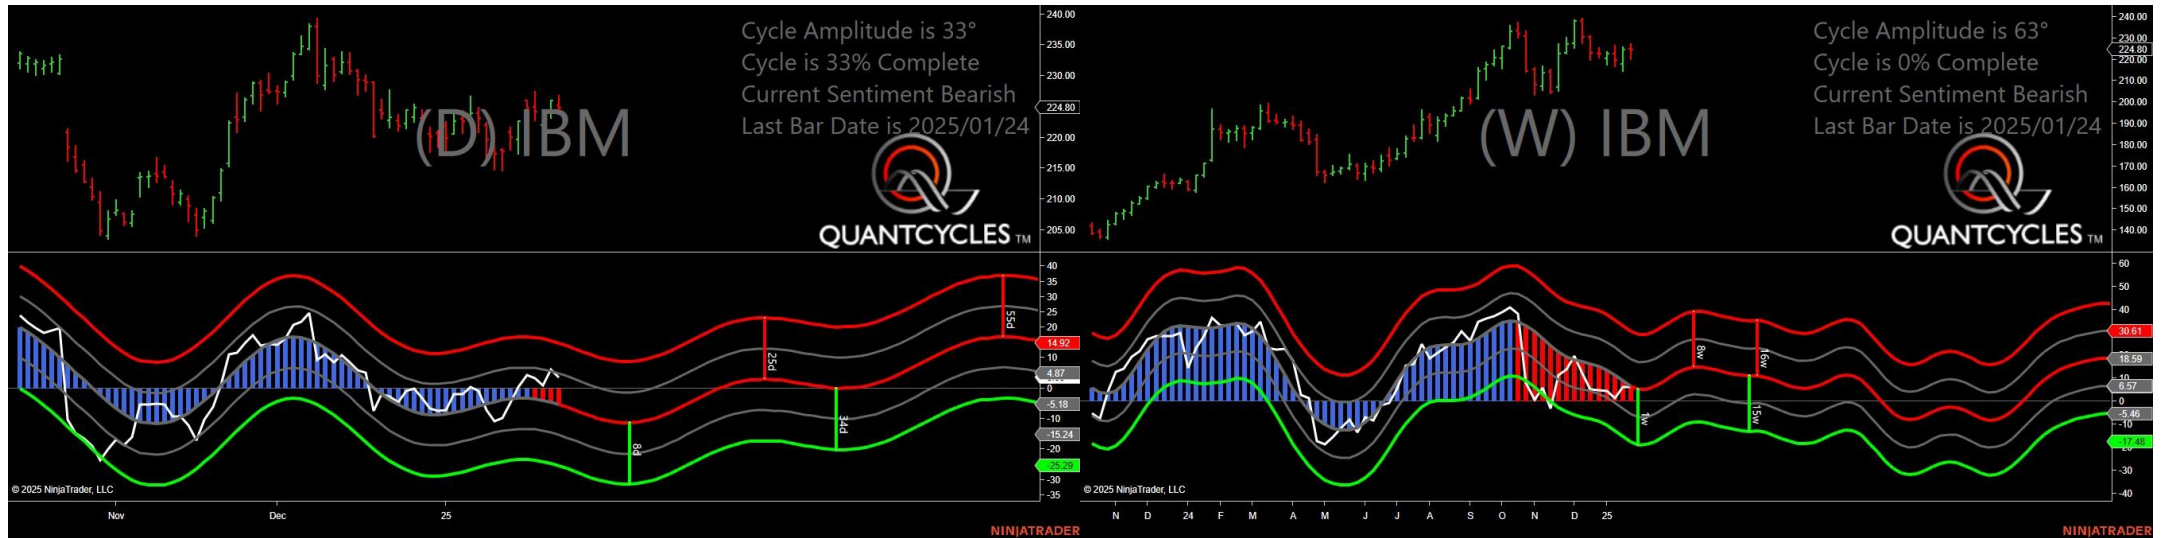 Cycle Amplitude is 33°
Cycle is 33% Complete
Current Sentiment Bearish
Last Bar Date is 2025/01/24
(D) IBM
QUANTCYCLES TM
240.00
235.00
230.00
224.80
220.00
215.00
210.00
205.00
40
35
30
25
20
14.92
10
4.87
0
-5.18
-10
-15.24
-20
-25.29
-30
-35
8d
25d
34d
55d
© 2025 NinjaTrader, LLC
Nov
Dec
25
NINJATRADER
Cycle Amplitude is 63°
Cycle is 0% Complete
Current Sentiment Bearish
Last Bar Date is 2025/01/24
(W) IBM
QUANTCYCLES TM
240.00
230.00
224.80
220.00
210.00
200.00
190.00
180.00
170.00
160.00
150.00
140.00
60
50
40
30.61
18.59
10
6.57
0
-5.46
-10
-17.48
-30
-40
1w
8w
15w
16w
© 2025 NinjaTrader, LLC
N D 24 F M A M J J A S O N D 25
NINJATRADER